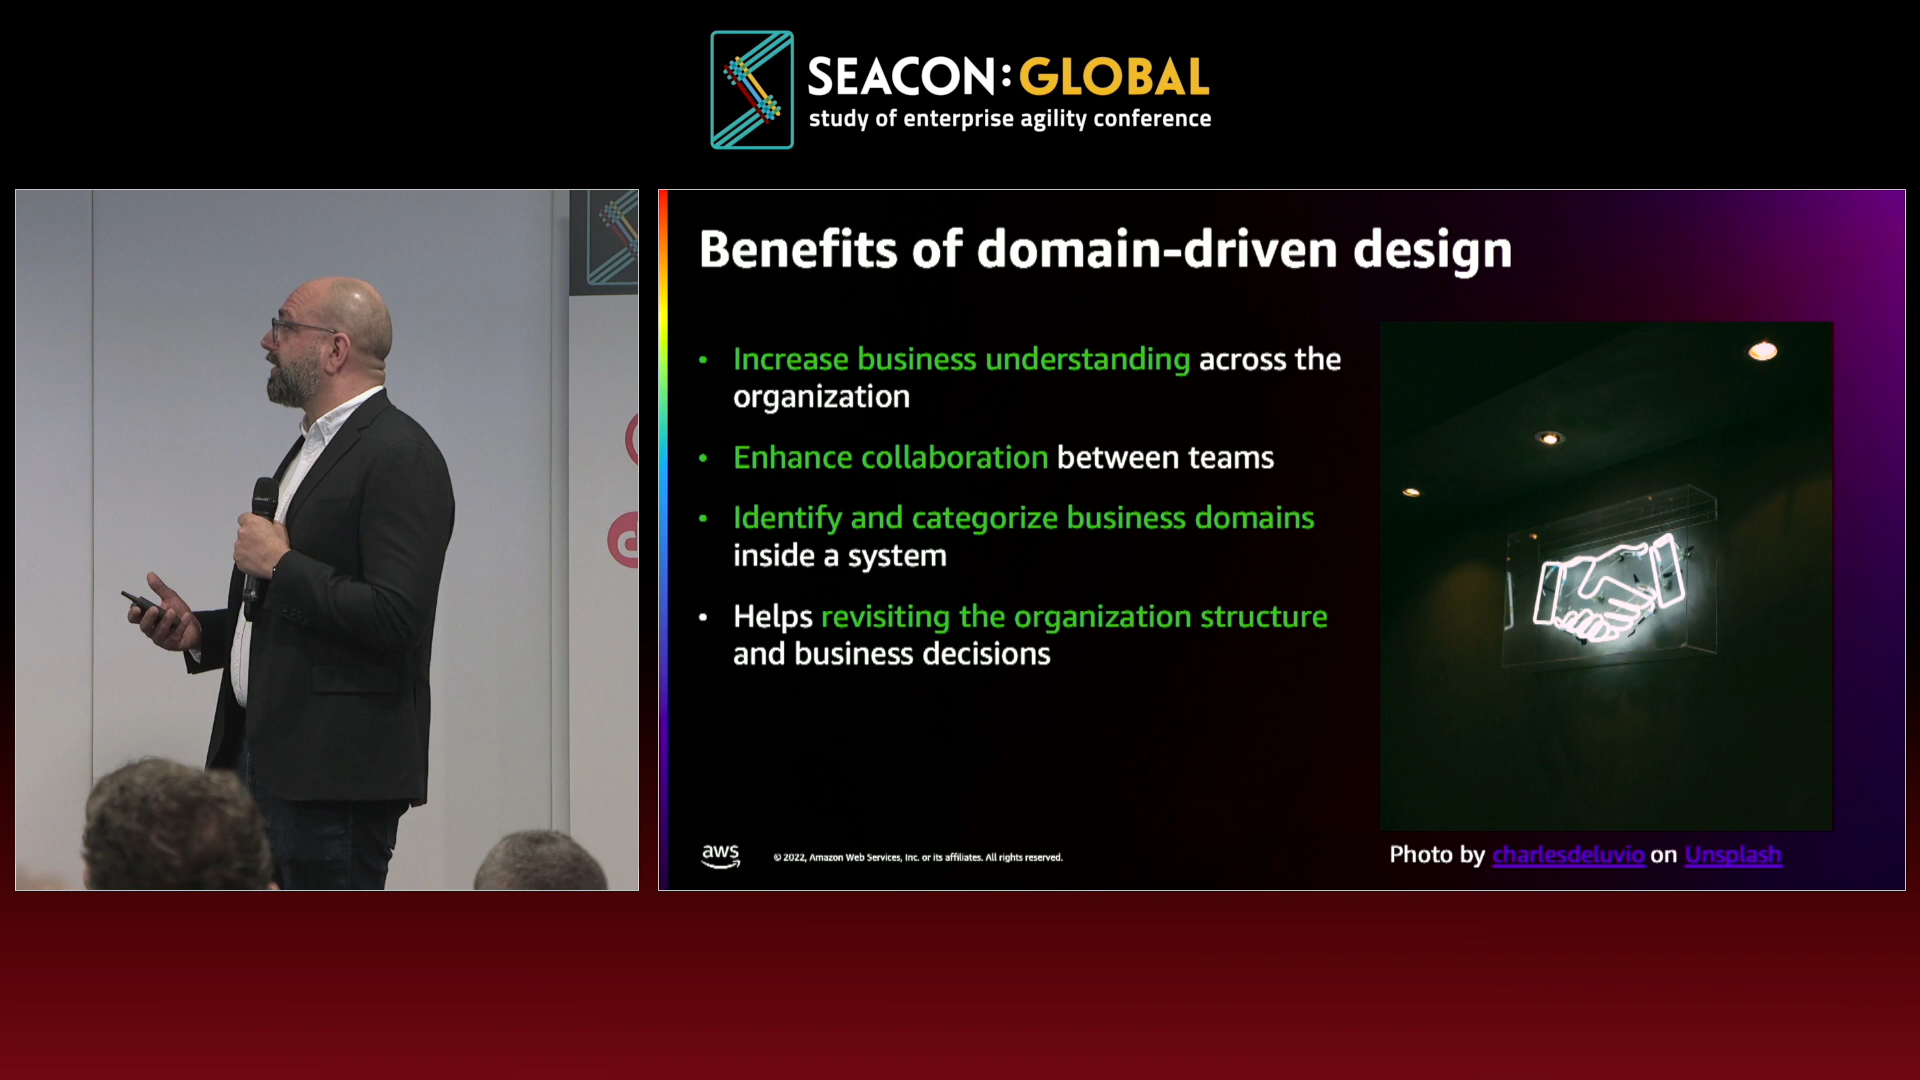 SEACON:GLOBAL
study of enterprise agility conference
Benefits of domain-driven design
• Increase business understanding across the
organization
• Enhance collaboration between teams
• Identify and categorize business domains
inside a system
• Helps revisiting the organization structure
and business decisions
aws
© 2022, Amazon Web Services, Inc. or its affiliates. All rights reserved.
Photo by charlesdeluvio on Unsplash